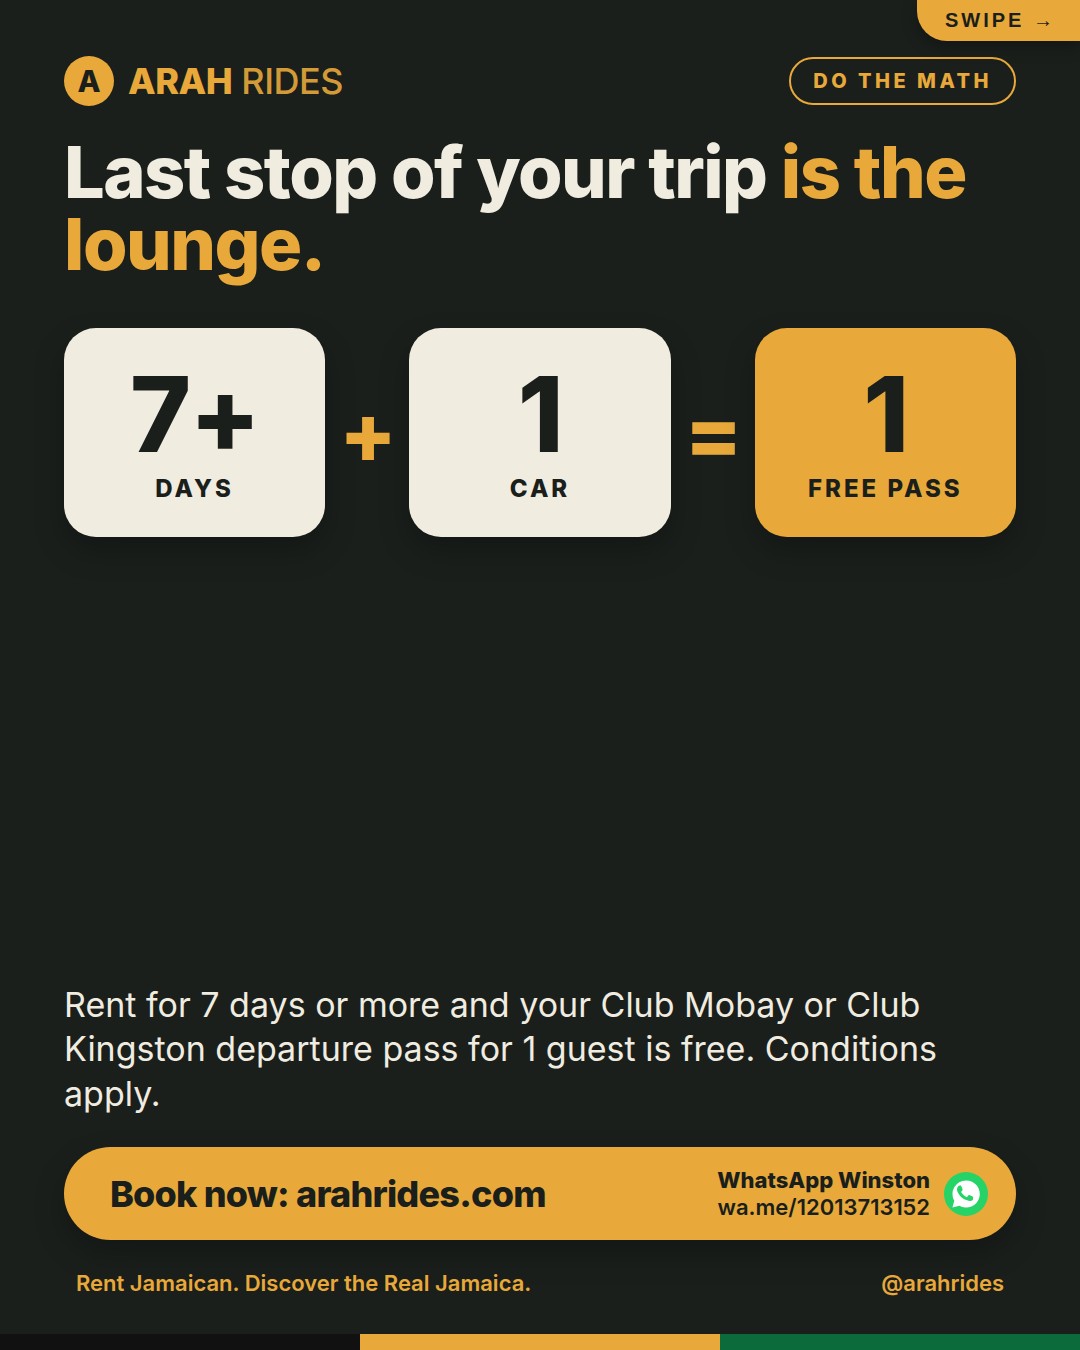 SWIPE →
A ARAH RIDES
DO THE MATH
Last stop of your trip is the
lounge.
7+
DAYS
+
1
CAR
=
1
FREE PASS
Rent for 7 days or more and your Club Mobay or Club
Kingston departure pass for 1 guest is free. Conditions
apply.
Book now: arahrides.com
WhatsApp Winston
wa.me/12013713152
Rent Jamaican. Discover the Real Jamaica.
@arahrides